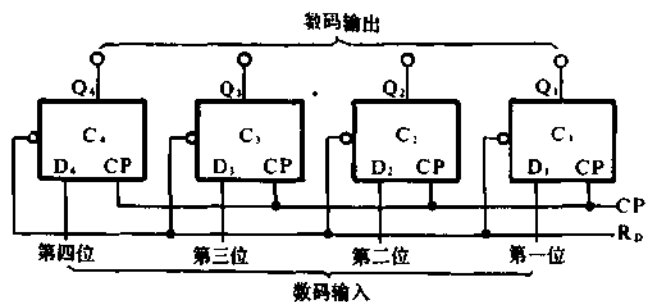 数码输出
Q₄ Q₃ Q₂ Q₁
C₄ C₃ C₂ C₁
D₄ CP D₃ CP D₂ CP D₁ CP
CP
R_D
第四位 第三位 第二位 第一位
数码输入